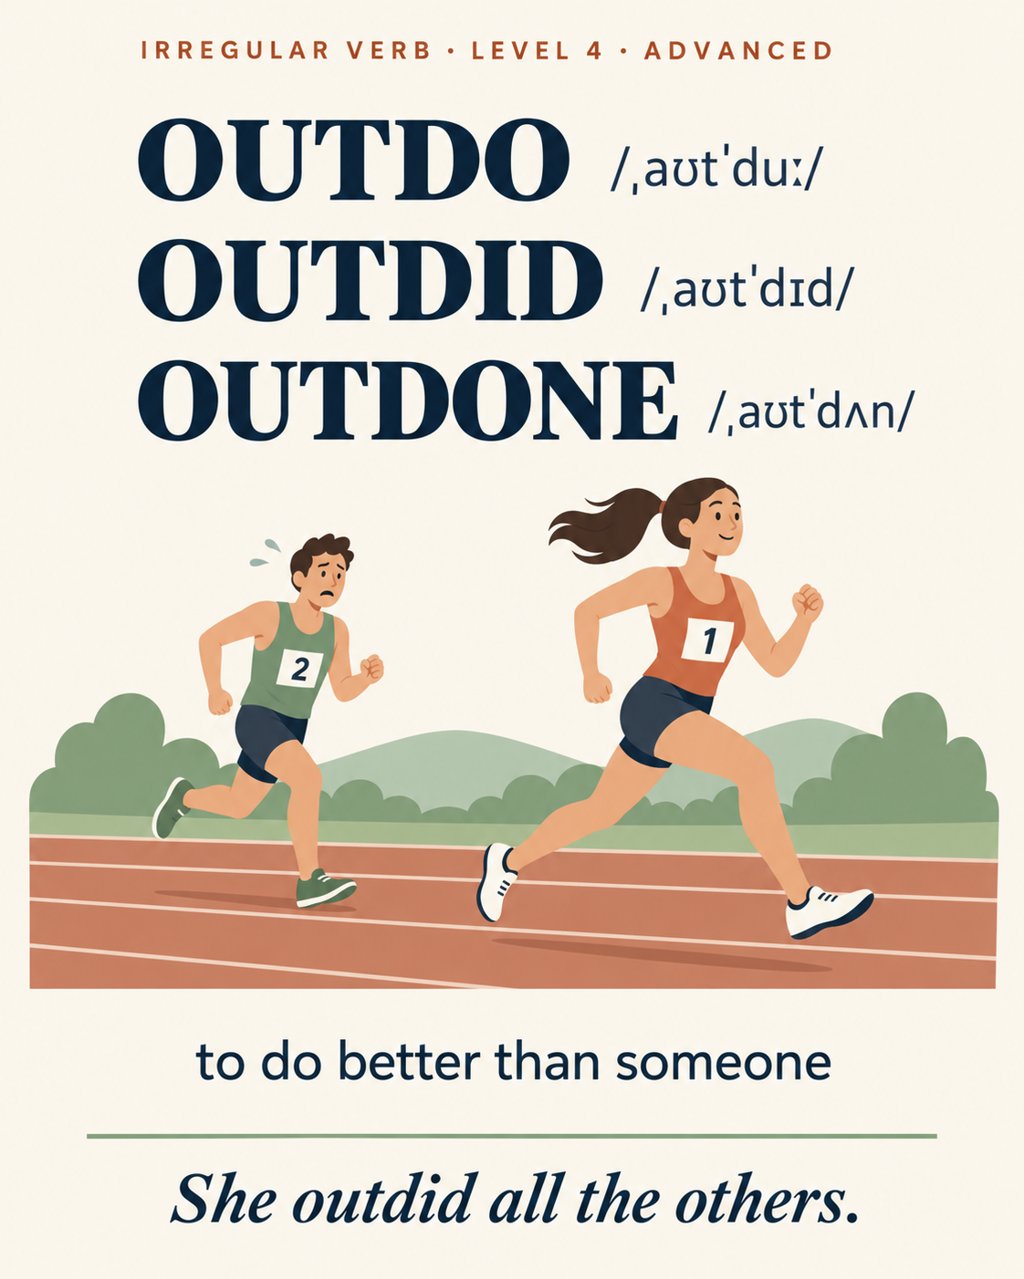 IRREGULAR VERB · LEVEL 4 · ADVANCED
OUTDO /ˌaʊtˈduː/
OUTDID /ˌaʊtˈdɪd/
OUTDONE /ˌaʊtˈdʌn/
2
1
to do better than someone
She outdid all the others.